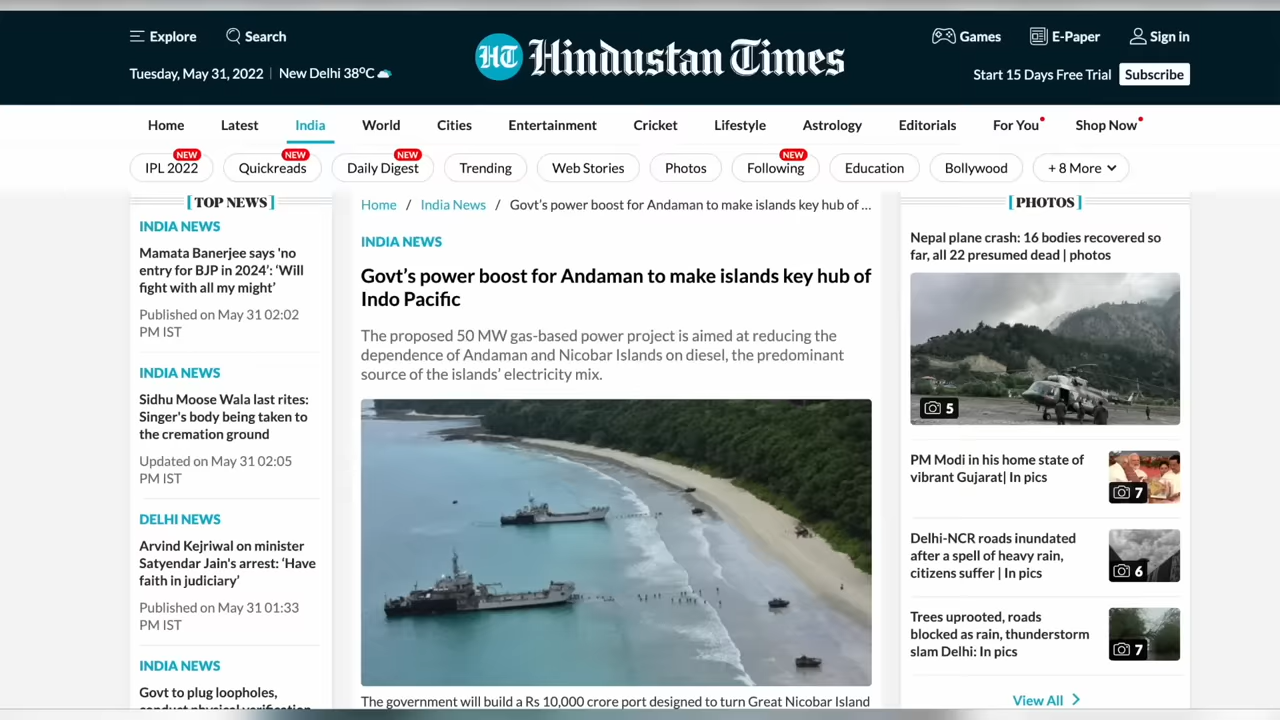 Explore
Search
Tuesday, May 31, 2022 | New Delhi 38°C
HT Hindustan Times
Games
E-Paper
Sign in
Start 15 Days Free Trial
Subscribe
Home
Latest
India
World
Cities
Entertainment
Cricket
Lifestyle
Astrology
Editorials
For You
Shop Now
IPL 2022
NEW
Quickreads
NEW
Daily Digest
NEW
Trending
Web Stories
Photos
Following
NEW
Education
Bollywood
+ 8 More
[TOP NEWS]
INDIA NEWS
Mamata Banerjee says 'no
entry for BJP in 2024': 'Will
fight with all my might'
Published on May 31 02:02
PM IST
INDIA NEWS
Sidhu Moose Wala last rites:
Singer's body being taken to
the cremation ground
Updated on May 31 02:05
PM IST
DELHI NEWS
Arvind Kejriwal on minister
Satyendar Jain's arrest: ‘Have
faith in judiciary’
Published on May 31 01:33
PM IST
INDIA NEWS
Govt to plug loopholes,
conduct physical verification
Home / India News / Govt’s power boost for Andaman to make islands key hub of ...
INDIA NEWS
Govt’s power boost for Andaman to make islands key hub of
Indo Pacific
The proposed 50 MW gas-based power project is aimed at reducing the
dependence of Andaman and Nicobar Islands on diesel, the predominant
source of the islands’ electricity mix.
The government will build a Rs 10,000 crore port designed to turn Great Nicobar Island
[PHOTOS]
Nepal plane crash: 16 bodies recovered so
far, all 22 presumed dead | photos
5
PM Modi in his home state of
vibrant Gujarat| In pics
7
Delhi-NCR roads inundated
after a spell of heavy rain,
citizens suffer | In pics
6
Trees uprooted, roads
blocked as rain, thunderstorm
slam Delhi: In pics
7
View All